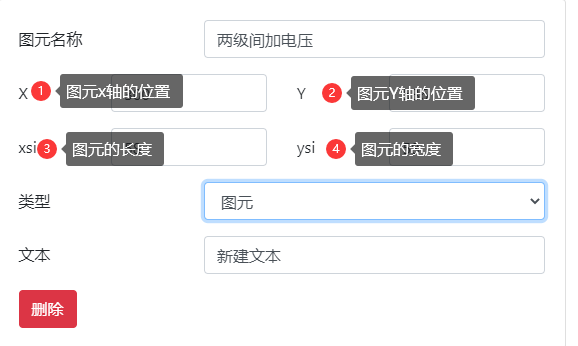 图元名称 两级间加电压
X 1 图元x轴的位置 Y 2 图元Y轴的位置
xsi 3 图元的长度 ysi 4 图元的宽度
类型 图元
文本 新建文本
删除